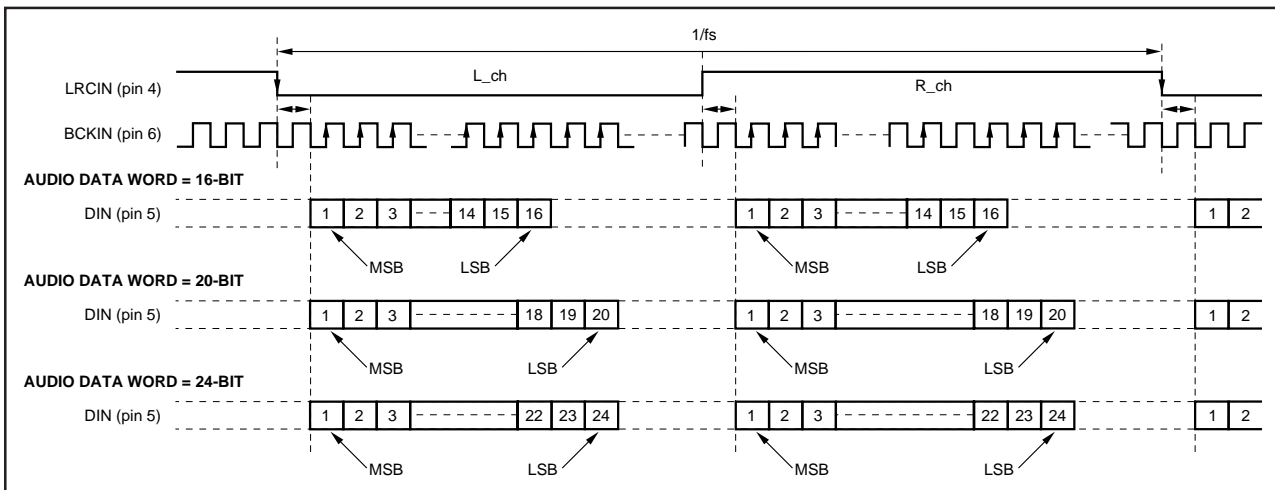 1/fs
LRCIN (pin 4)
L_ch
R_ch
BCKIN (pin 6)
AUDIO DATA WORD = 16-BIT
DIN (pin 5) 1 2 3 14 15 16 1 2 3 14 15 16 1 2
MSB LSB MSB LSB
AUDIO DATA WORD = 20-BIT
DIN (pin 5) 1 2 3 18 19 20 1 2 3 18 19 20 1 2
MSB LSB MSB LSB
AUDIO DATA WORD = 24-BIT
DIN (pin 5) 1 2 3 22 23 24 1 2 3 22 23 24 1 2
MSB LSB MSB LSB